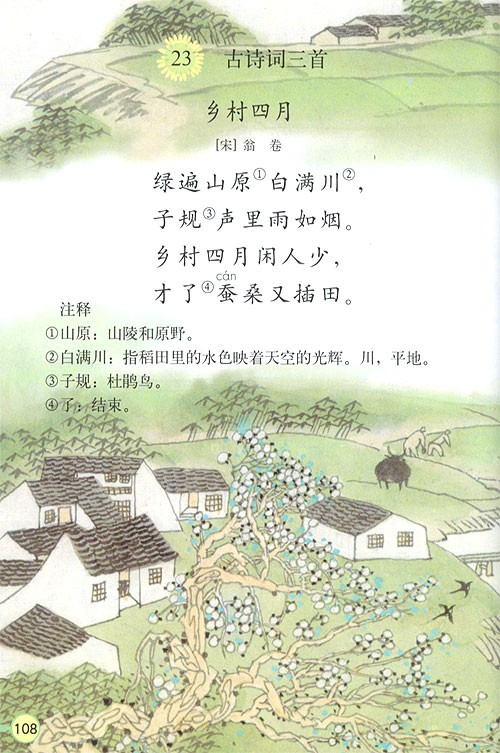 23 古诗词三首
乡村四月
[宋] 翁 卷
绿遍山原①白满川②，
子规③声里雨如烟。
乡村四月闲人少，
cán
才了④蚕桑又插田。
注释
①山原：山陵和原野。
②白满川：指稻田里的水色映着天空的光辉。川，平地。
③子规：杜鹃鸟。
④了：结束。
108